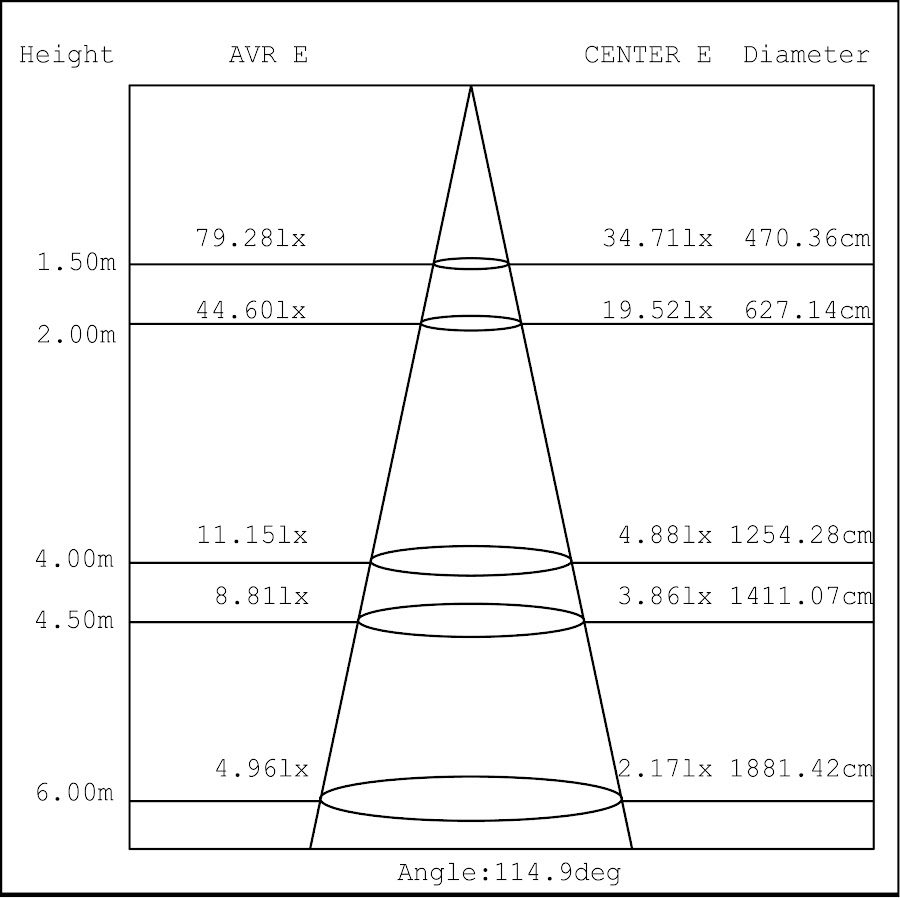 Height AVR E CENTER E Diameter
79.28lx 34.71lx 470.36cm
1.50m
44.60lx 19.52lx 627.14cm
2.00m
11.15lx 4.88lx 1254.28cm
4.00m
8.81lx 3.86lx 1411.07cm
4.50m
4.96lx 2.17lx 1881.42cm
6.00m
Angle:114.9deg